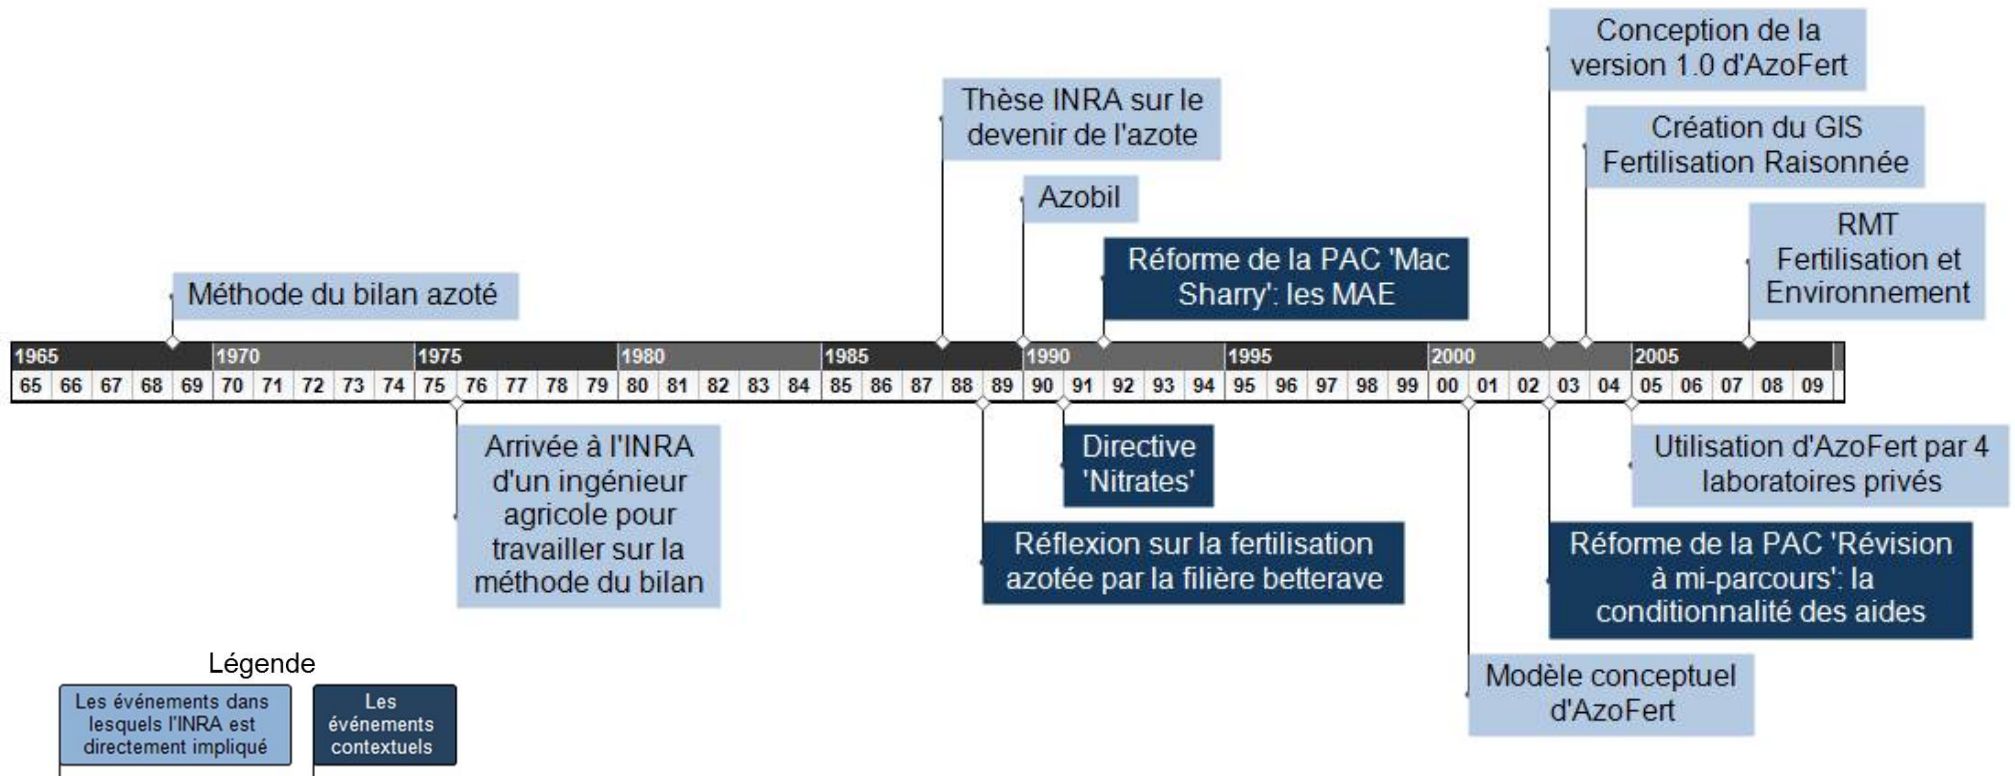 Conception de la
version 1.0 d'AzoFert
Thèse INRA sur le
devenir de l'azote
Création du GIS
Fertilisation Raisonnée
Azobil
RMT
Fertilisation et
Environnement
Réforme de la PAC 'Mac
Sharry': les MAE
Méthode du bilan azoté
1965 1970 1975 1980 1985 1990 1995 2000 2005
65 66 67 68 69 70 71 72 73 74 75 76 77 78 79 80 81 82 83 84 85 86 87 88 89 90 91 92 93 94 95 96 97 98 99 00 01 02 03 04 05 06 07 08 09
Arrivée à l'INRA
d'un ingénieur
agricole pour
travailler sur la
méthode du bilan
Directive
'Nitrates'
Utilisation d'AzoFert par 4
laboratoires privés
Réflexion sur la fertilisation
azotée par la filière betterave
Réforme de la PAC 'Révision
à mi-parcours': la
conditionnalité des aides
Modèle conceptuel
d'AzoFert
Légende
Les événements dans
lesquels l'INRA est
directement impliqué
Les
événements
contextuels